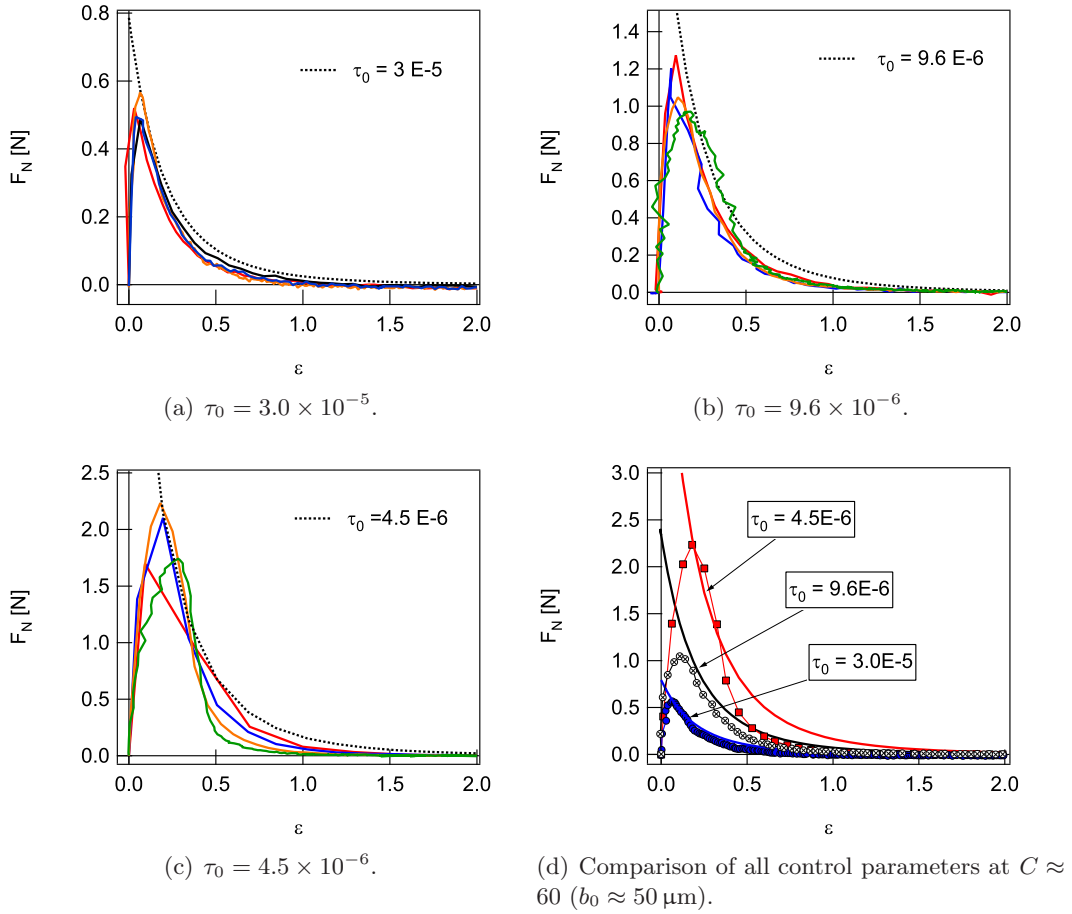 0.8
0.6
0.4
0.2
0.0
F_N [N]
τ₀ = 3 E-5
0.0 0.5 1.0 1.5 2.0
ε
(a) τ₀ = 3.0 × 10⁻⁵.
1.4
1.2
1.0
0.8
0.6
0.4
0.2
0.0
F_N [N]
τ₀ = 9.6 E-6
0.0 0.5 1.0 1.5 2.0
ε
(b) τ₀ = 9.6 × 10⁻⁶.
2.5
2.0
1.5
1.0
0.5
0.0
F_N [N]
τ₀ =4.5 E-6
0.0 0.5 1.0 1.5 2.0
ε
(c) τ₀ = 4.5 × 10⁻⁶.
3.0
2.5
2.0
1.5
1.0
0.5
0.0
F_N [N]
τ₀ = 4.5E-6
τ₀ = 9.6E-6
τ₀ = 3.0E-5
0.0 0.5 1.0 1.5 2.0
ε
(d) Comparison of all control parameters at C ≈
60 (b₀ ≈ 50 μm).